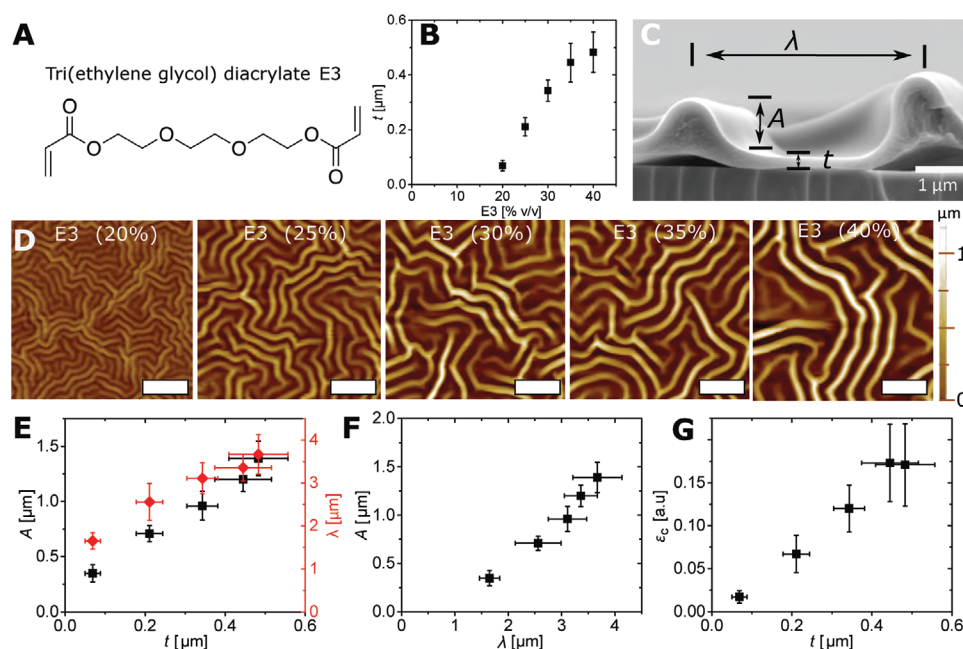 A
Tri(ethylene glycol) diacrylate E3
O
O
O
O
O
O
B
t [µm]
0.6
0.4
0.2
0.0
0 10 20 30 40
E3 [% v/v]
C
λ
A
t
1 µm
D
E3 (20%)
E3 (25%)
E3 (30%)
E3 (35%)
E3 (40%)
µm
1
0
E
A [µm]
1.5
1.0
0.5
0.0
0.0 0.2 0.4 0.6
t [µm]
4
3
2
1
0
λ [µm]
F
A [µm]
2.0
1.5
1.0
0.5
0.0
0 1 2 3 4
λ [µm]
G
εc [a.u]
0.15
0.10
0.05
0.00
0.0 0.2 0.4 0.6
t [µm]